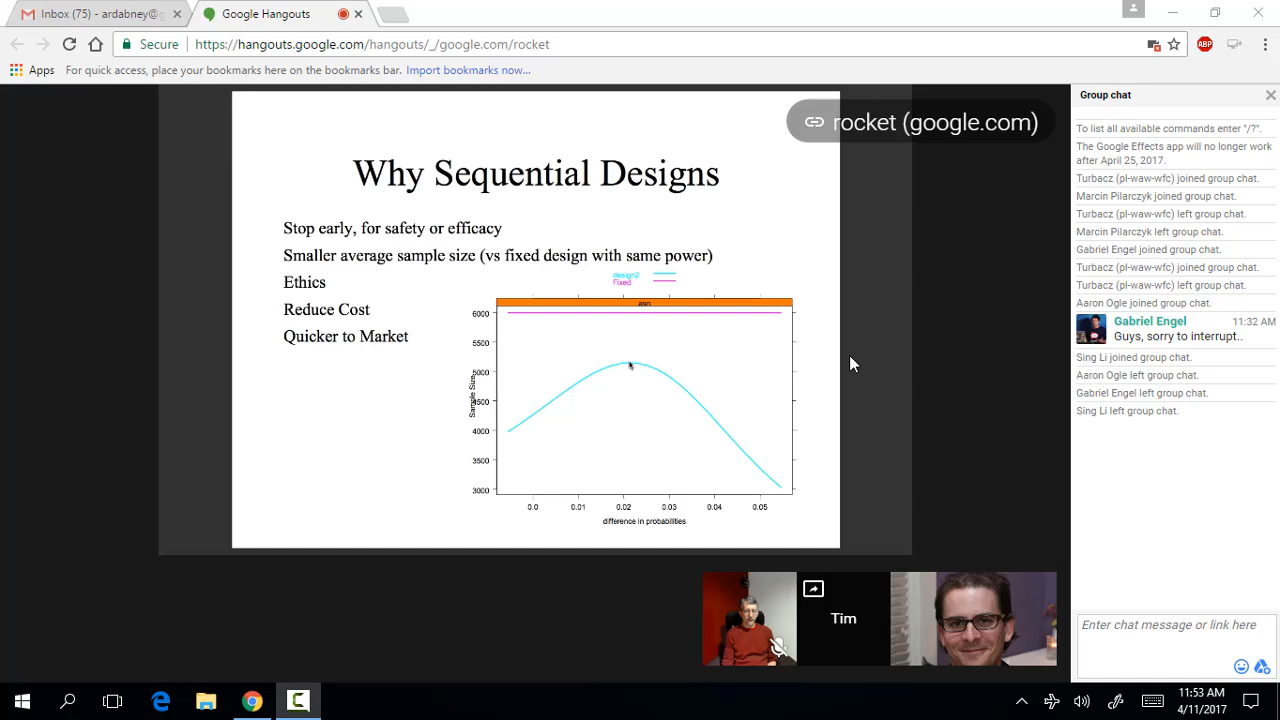 Inbox (75) - ardabney@g
Google Hangouts
Secure
https://hangouts.google.com/hangouts/_/google.com/rocket
ABP
Apps
For quick access, place your bookmarks here on the bookmarks bar. Import bookmarks now...
rocket (google.com)
Why Sequential Designs
Stop early, for safety or efficacy
Smaller average sample size (vs fixed design with same power)
Ethics
Reduce Cost
Quicker to Market
design2
Fixed
asn
6000
5500
5000
4500
4000
3500
3000
Sample Size
0.0 0.01 0.02 0.03 0.04 0.05
difference in probabilities
Tim
Group chat
To list all available commands enter "/?".
The Google Effects app will no longer work
after April 25, 2017.
Turbacz (pl-waw-wfc) joined group chat.
Marcin Pilarczyk joined group chat.
Turbacz (pl-waw-wfc) left group chat.
Marcin Pilarczyk left group chat.
Gabriel Engel joined group chat.
Turbacz (pl-waw-wfc) joined group chat.
Turbacz (pl-waw-wfc) left group chat.
Aaron Ogle joined group chat.
Gabriel Engel 11:32 AM
Guys, sorry to interrupt..
Sing Li joined group chat.
Aaron Ogle left group chat.
Gabriel Engel left group chat.
Sing Li left group chat.
Enter chat message or link here
11:53 AM
4/11/2017